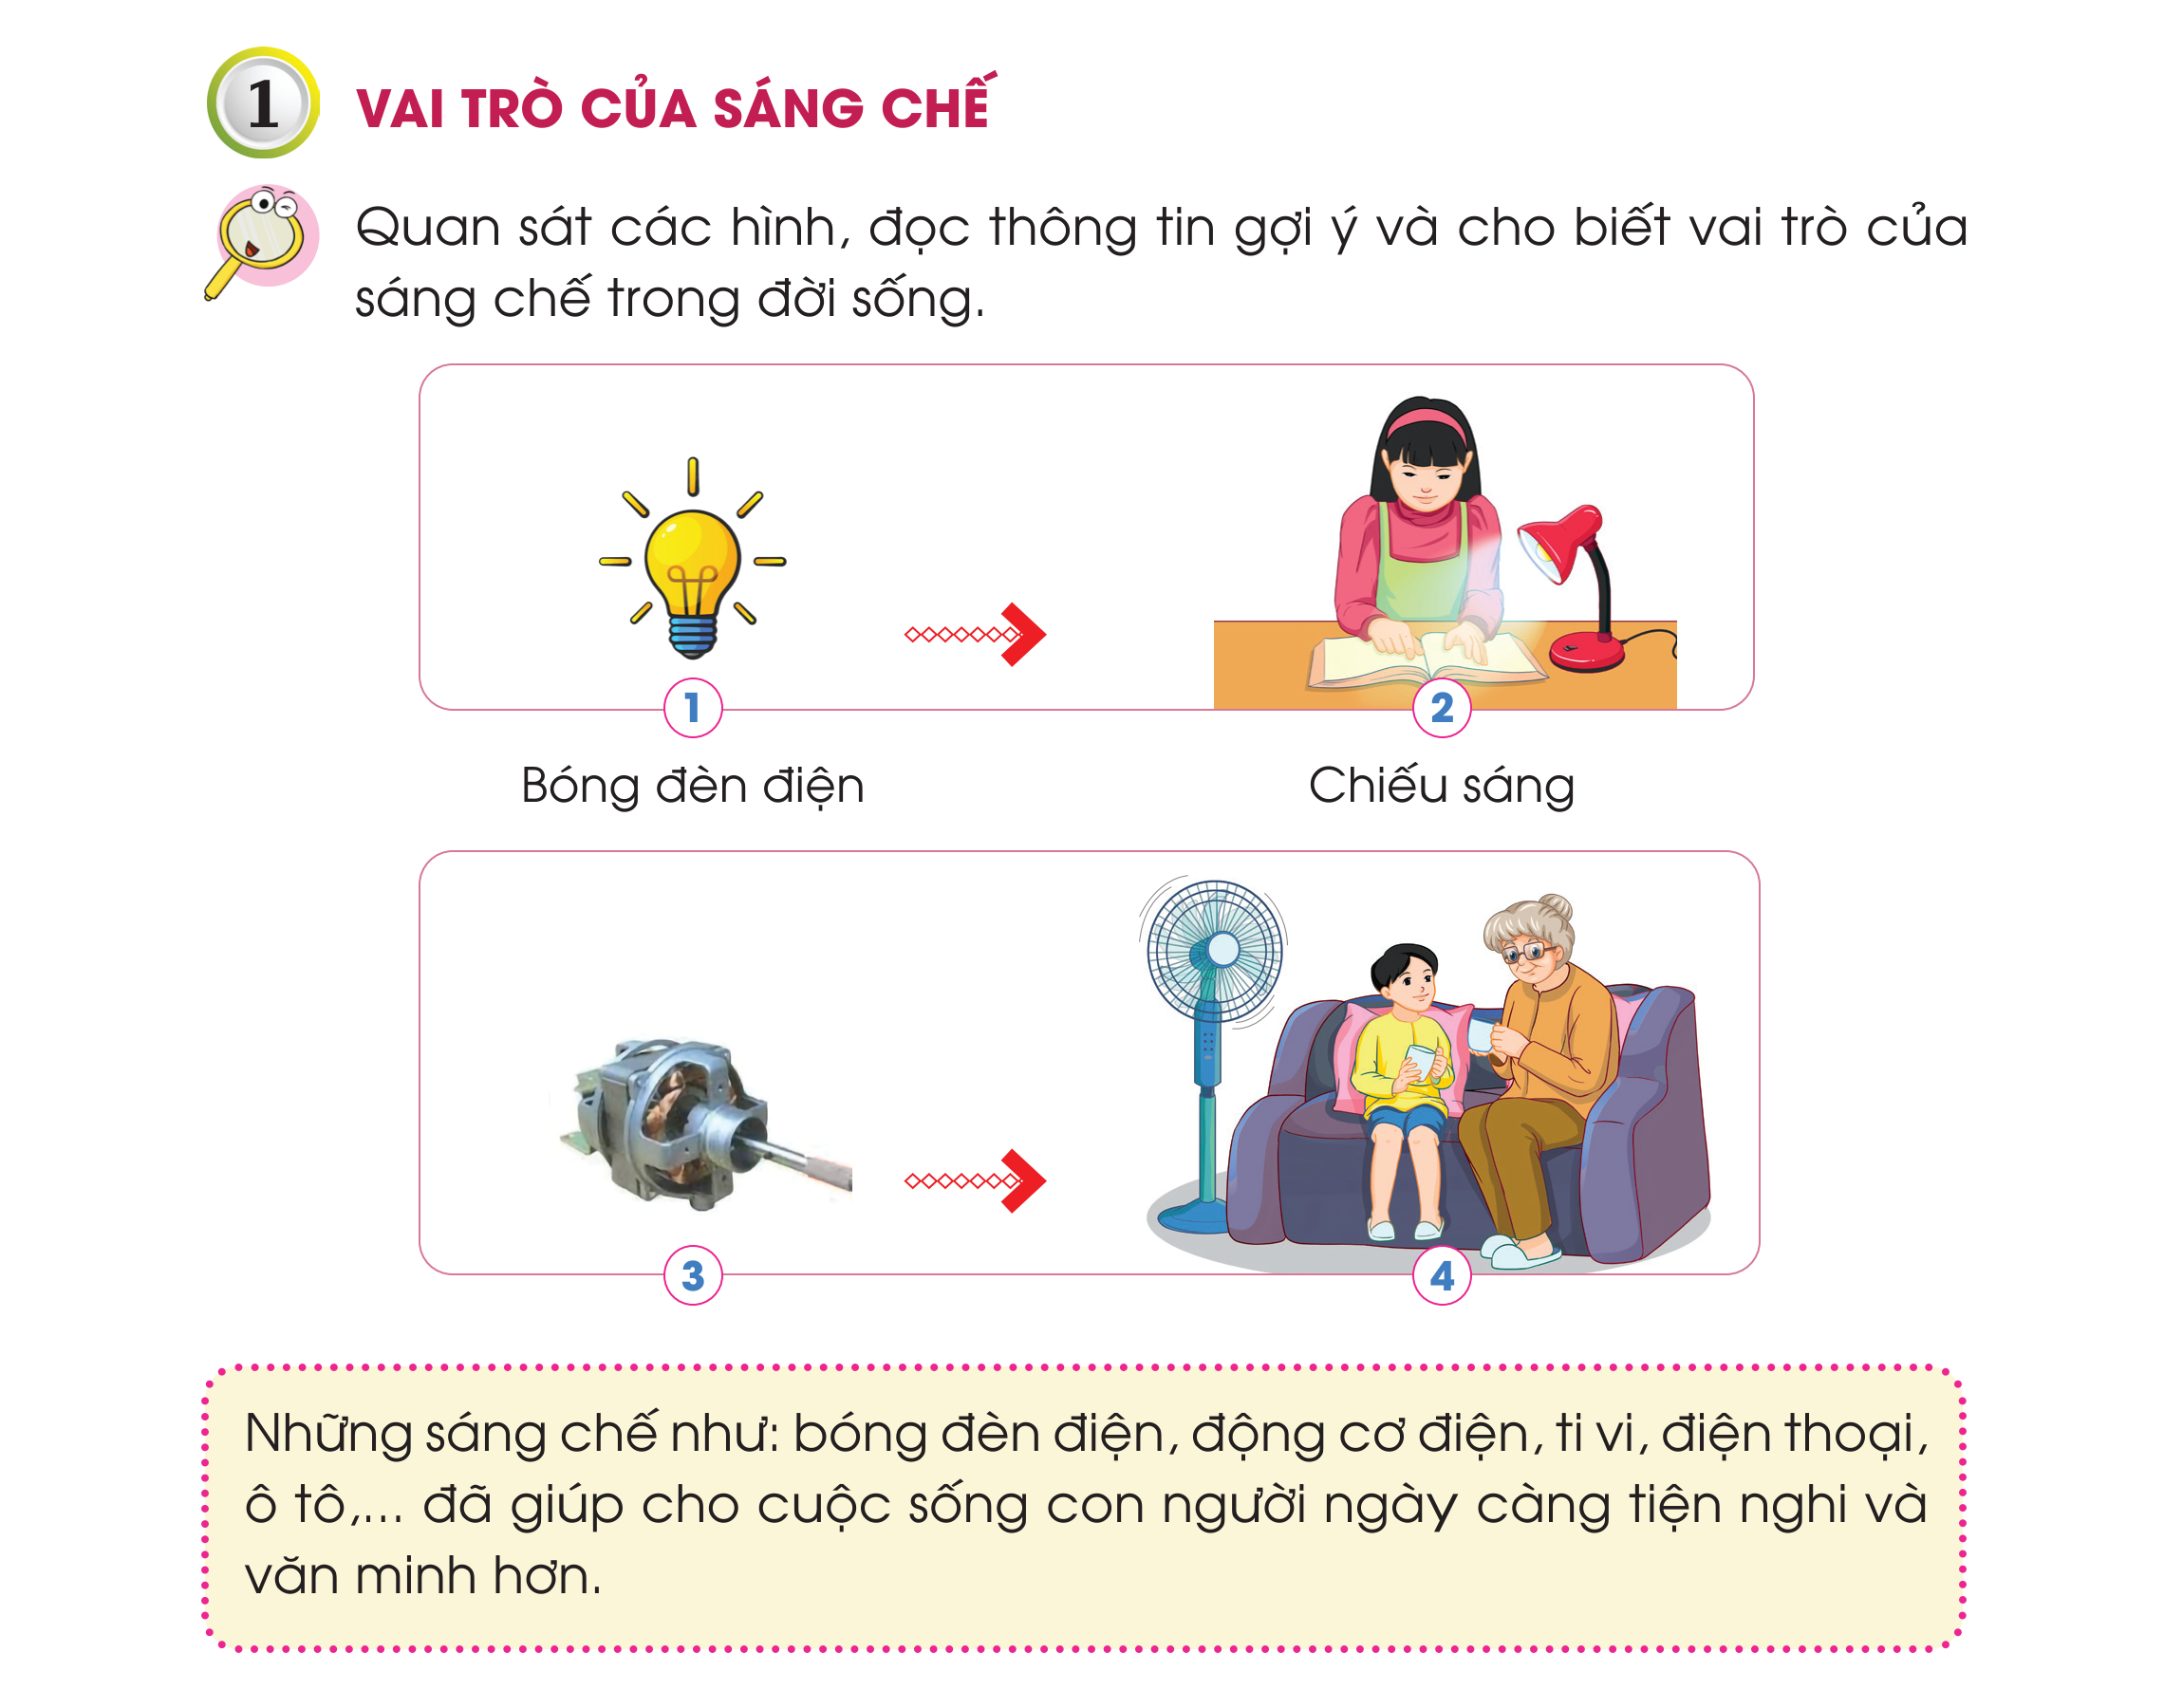 1
VAI TRÒ CỦA SÁNG CHẾ
Quan sát các hình, đọc thông tin gợi ý và cho biết vai trò của
sáng chế trong đời sống.
1
2
Bóng đèn điện
Chiếu sáng
3
4
Những sáng chế như: bóng đèn điện, động cơ điện, ti vi, điện thoại,
ô tô,... đã giúp cho cuộc sống con người ngày càng tiện nghi và
văn minh hơn.